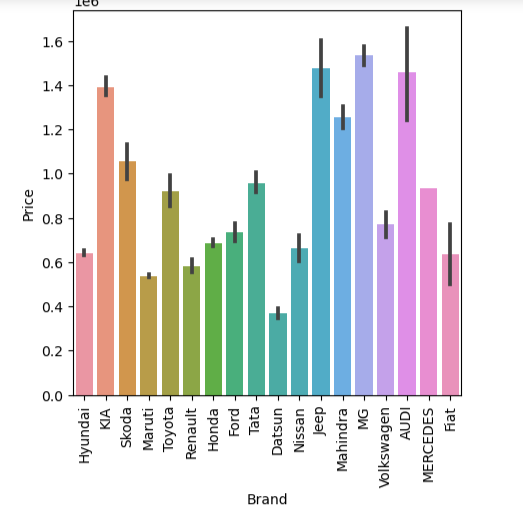 1e6
1.6
1.4
1.2
1.0
0.8
0.6
0.4
0.2
0.0
Price
Hyundai
KIA
Skoda
Maruti
Toyota
Renault
Honda
Ford
Tata
Datsun
Nissan
Jeep
Mahindra
MG
Volkswagen
AUDI
MERCEDES
Fiat
Brand